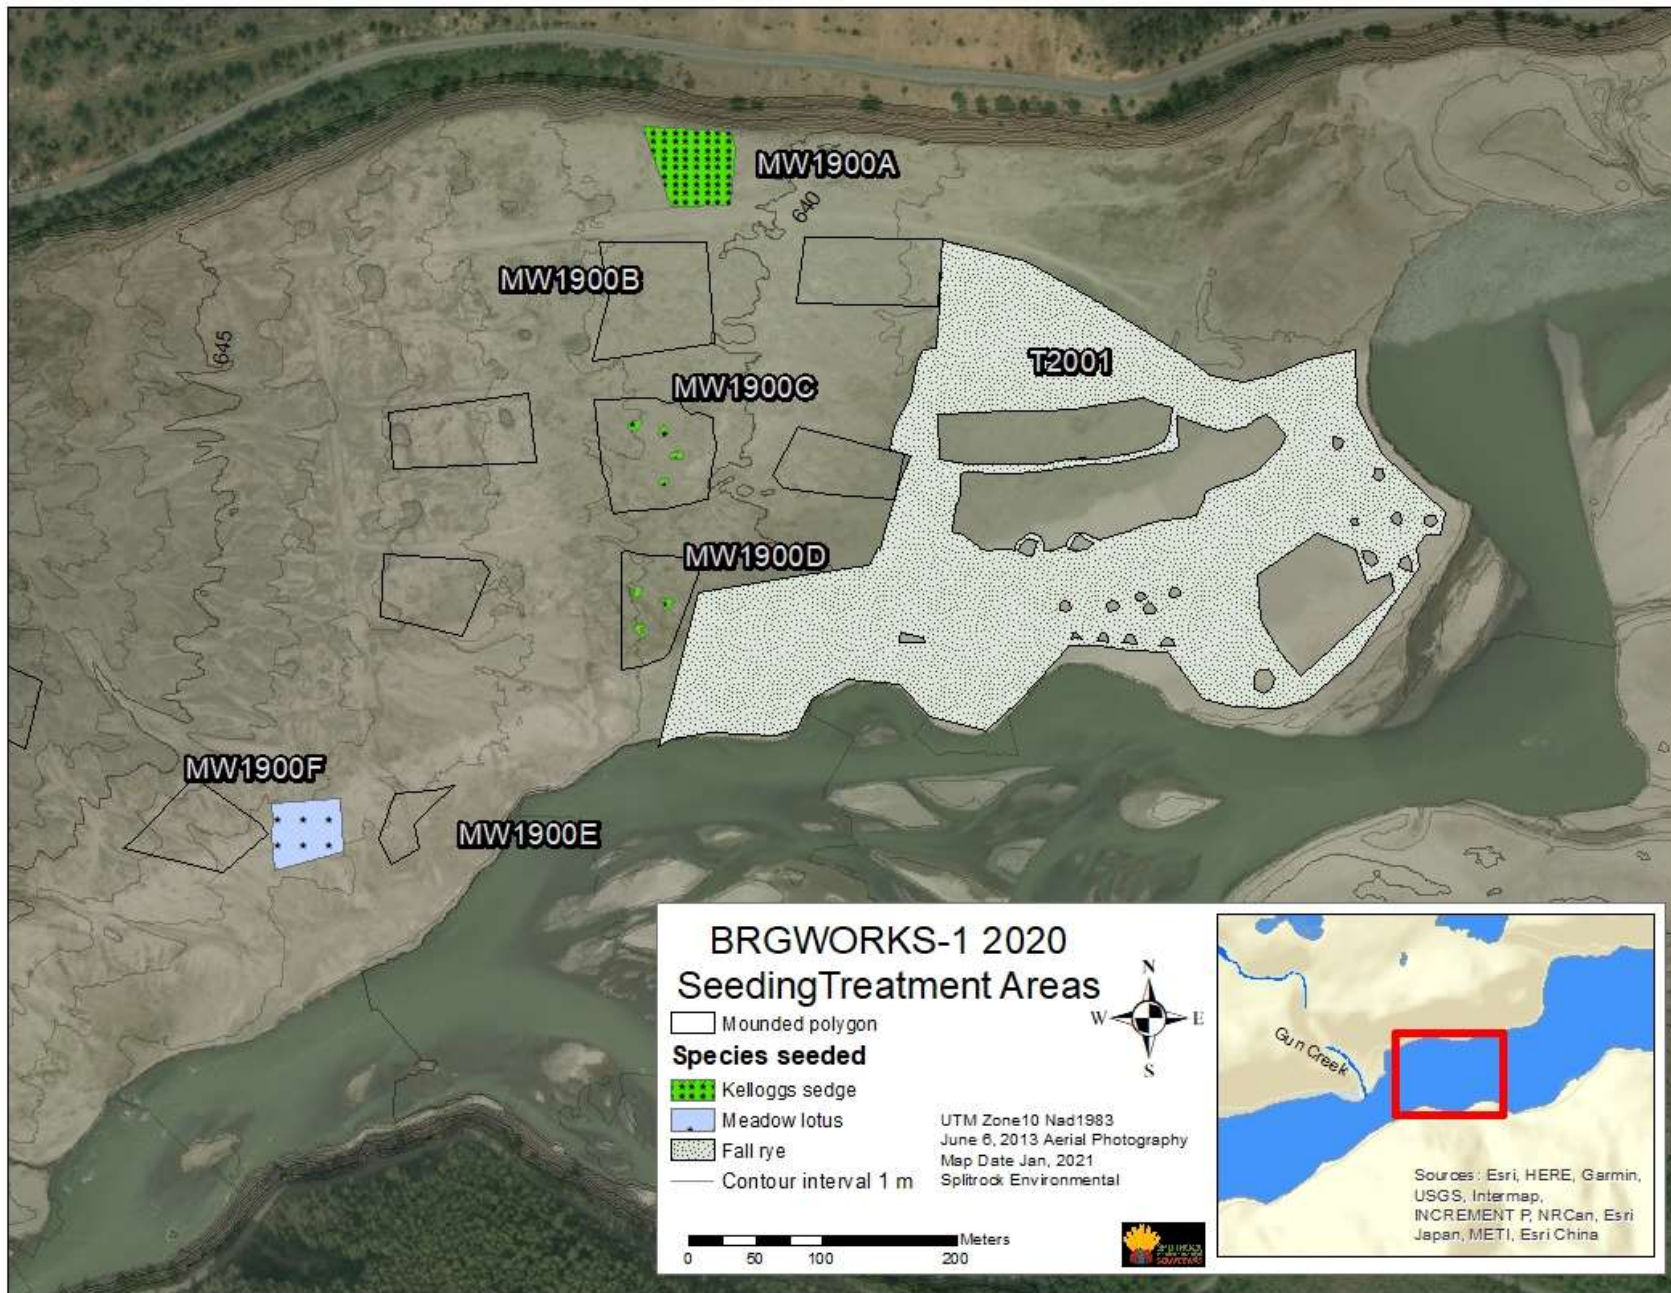 MW1900A
640
MW1900B
645
T2001
MW1900C
MW1900D
MW1900F
MW1900E
BRGWORKS-1 2020
SeedingTreatment Areas
Mounded polygon
Species seeded
Kelloggs sedge
Meadow lotus
Fall rye
Contour interval 1 m
N
W E
S
UTM Zone10 Nad1983
June 6, 2013 Aerial Photography
Map Date Jan, 2021
Splitrock Environmental
Meters
0 50 100 200
Gun Creek
Sources: Esri, HERE, Garmin,
USGS, Intermap,
INCREMENT P, NRCan, Esri
Japan, METI, Esri China